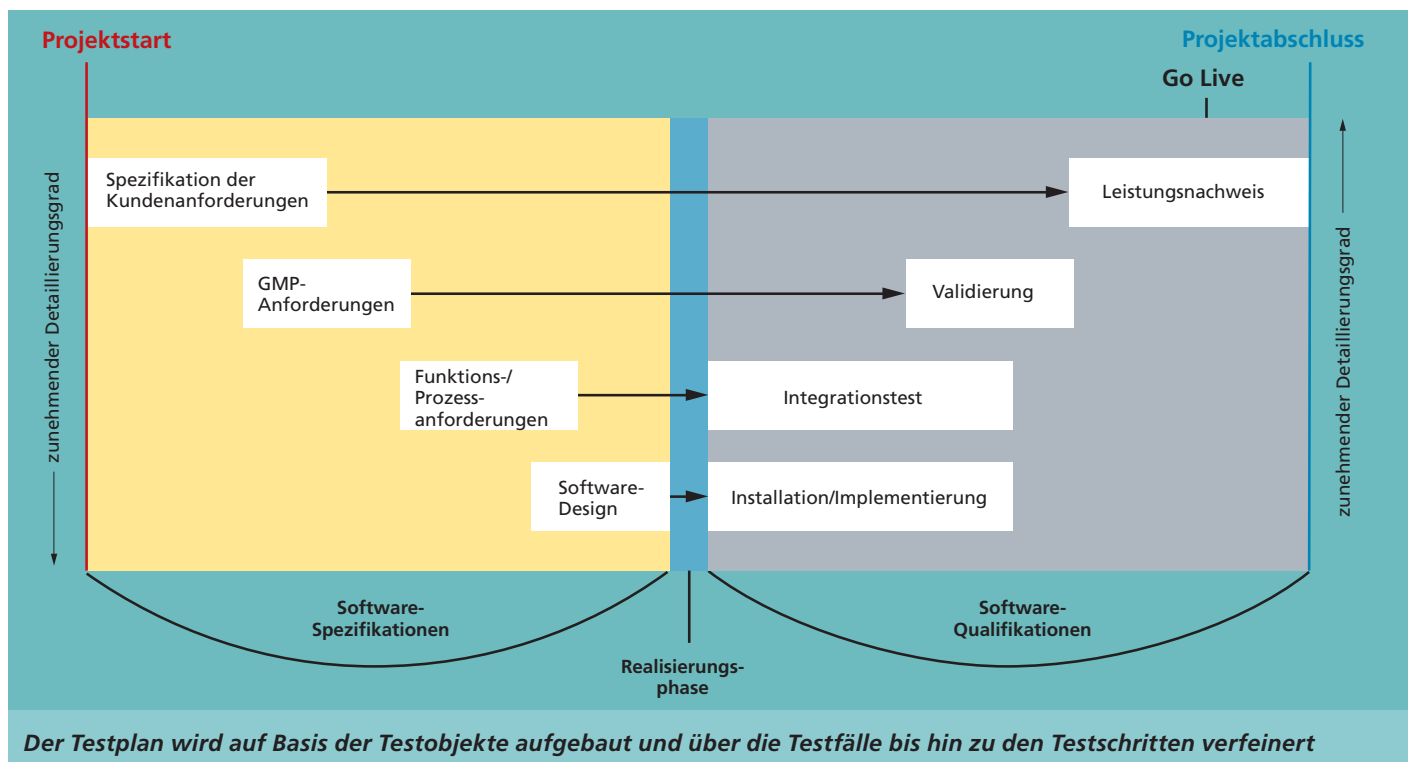 Projektstart
Projektabschluss
Go Live
zunehmender Detaillierungsgrad
Spezifikation der
Kundenanforderungen
Leistungsnachweis
GMP-
Anforderungen
Validierung
Funktions-/
Prozess-
anforderungen
Integrationstest
Software-
Design
Installation/Implementierung
zunehmender Detaillierungsgrad
Software-
Spezifikationen
Realisierungs-
phase
Software-
Qualifikationen
Der Testplan wird auf Basis der Testobjekte aufgebaut und über die Testfälle bis hin zu den Testschritten verfeinert